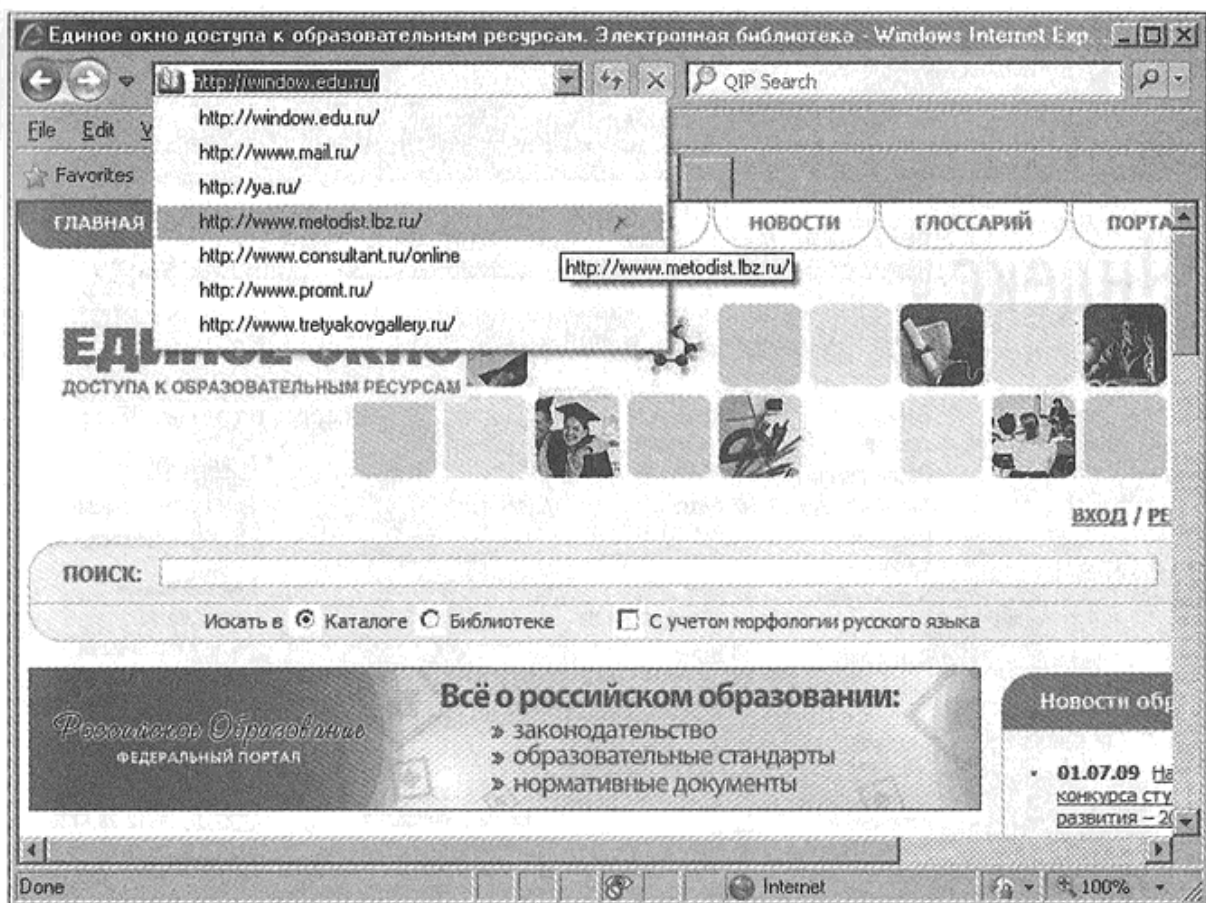 Единое окно доступа к образовательным ресурсам. Электронная библиотека - Windows Internet Exp...
http://window.edu.ru/
QIP Search
http://window.edu.ru/
File Edit V
http://www.mail.ru/
Favorites
http://ya.ru/
ГЛАВНАЯ
http://www.metodist.lbz.ru/
НОВОСТИ ГЛОССАРИЙ ПОРТА
http://www.consultant.ru/online
http://www.metodist.lbz.ru/
http://www.promt.ru/
http://www.tretyakovgallery.ru/
ЕДИНОЕ ОКНО
ДОСТУПА К ОБРАЗОВАТЕЛЬНЫМ РЕСУРСАМ
ВХОД / РЕ
ПОИСК:
Искать в Каталоге Библиотеке С учетом морфологии русского языка
Всё о российском образовании:
Российское Образование
ФЕДЕРАЛЬНЫЙ ПОРТАЛ
» законодательство
» образовательные стандарты
» нормативные документы
Новости обр
01.07.09 На
конкурса сту
развития – 20
Done Internet 100%